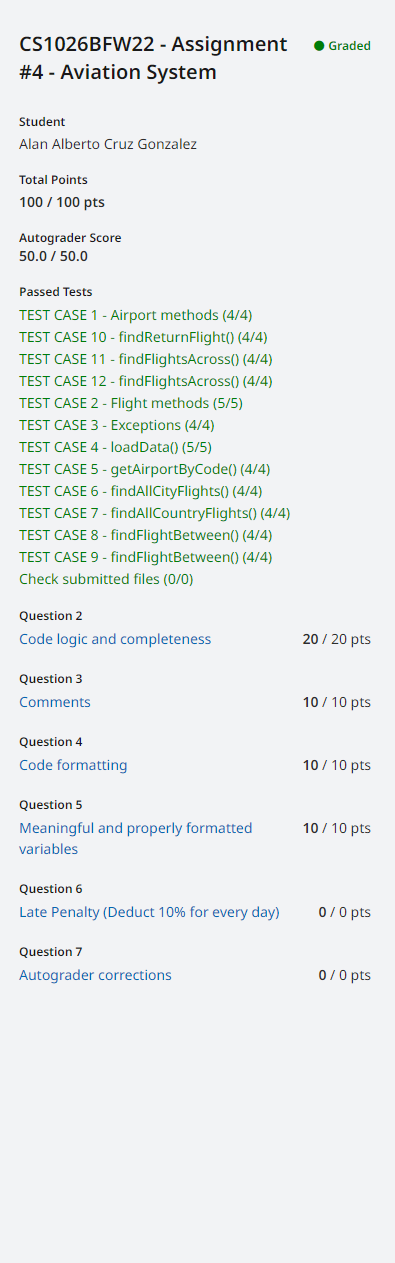 CS1026BFW22 - Assignment
#4 - Aviation System
Graded
Student
Alan Alberto Cruz Gonzalez
Total Points
100 / 100 pts
Autograder Score
50.0 / 50.0
Passed Tests
TEST CASE 1 - Airport methods (4/4)
TEST CASE 10 - findReturnFlight() (4/4)
TEST CASE 11 - findFlightsAcross() (4/4)
TEST CASE 12 - findFlightsAcross() (4/4)
TEST CASE 2 - Flight methods (5/5)
TEST CASE 3 - Exceptions (4/4)
TEST CASE 4 - loadData() (5/5)
TEST CASE 5 - getAirportByCode() (4/4)
TEST CASE 6 - findAllCityFlights() (4/4)
TEST CASE 7 - findAllCountryFlights() (4/4)
TEST CASE 8 - findFlightBetween() (4/4)
TEST CASE 9 - findFlightBetween() (4/4)
Check submitted files (0/0)
Question 2
Code logic and completeness 20 / 20 pts
Question 3
Comments 10 / 10 pts
Question 4
Code formatting 10 / 10 pts
Question 5
Meaningful and properly formatted 10 / 10 pts
variables
Question 6
Late Penalty (Deduct 10% for every day) 0 / 0 pts
Question 7
Autograder corrections 0 / 0 pts